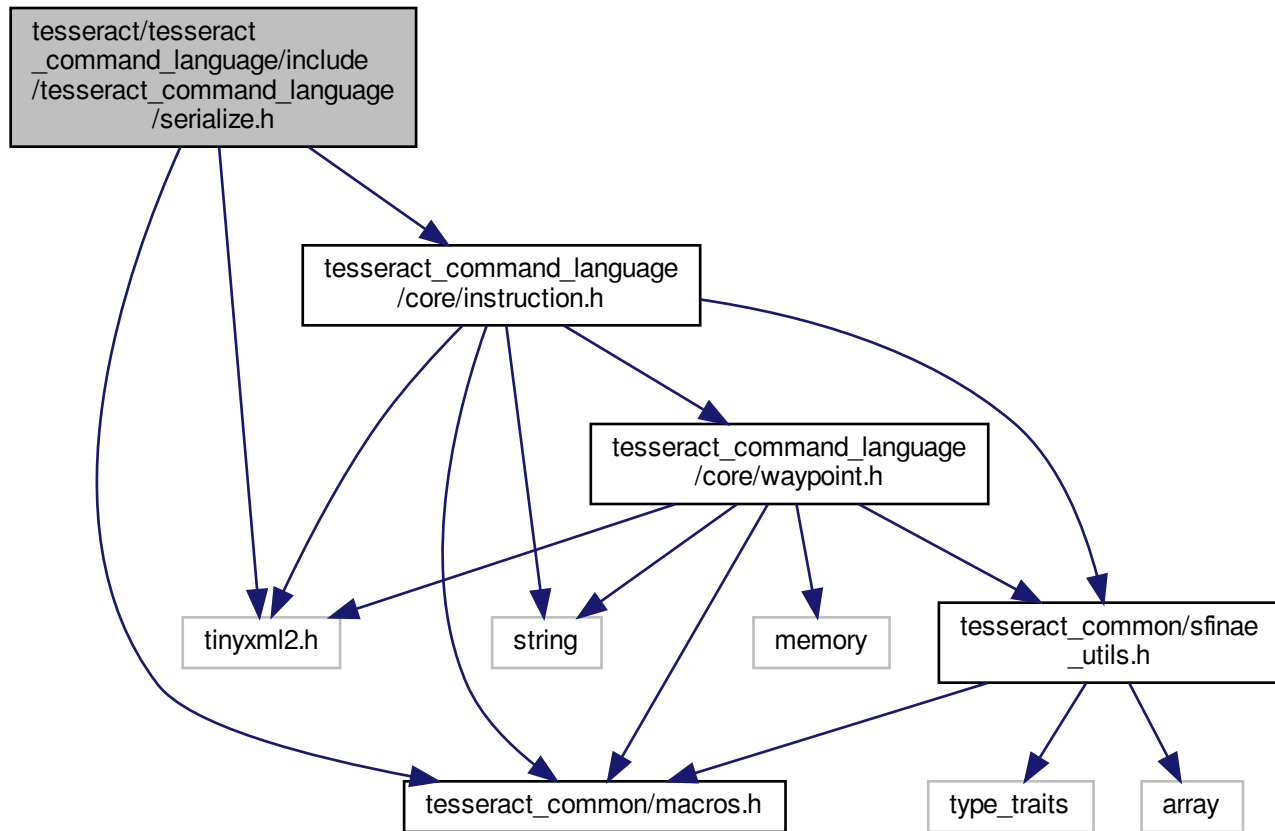 tesseract/tesseract
_command_language/include
/tesseract_command_language
/serialize.h
tesseract_command_language
/core/instruction.h
tesseract_command_language
/core/waypoint.h
tinyxml2.h
string
memory
tesseract_common/sfinae
_utils.h
tesseract_common/macros.h
type_traits
array